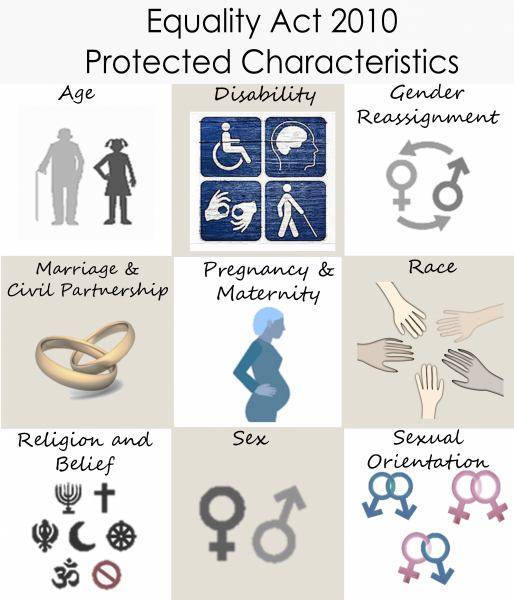 Equality Act 2010
Protected Characteristics
Age
Disability
Gender
Reassignment
Marriage &
Civil Partnership
Pregnancy &
Maternity
Race
Religion and
Belief
Sex
Sexual
Orientation